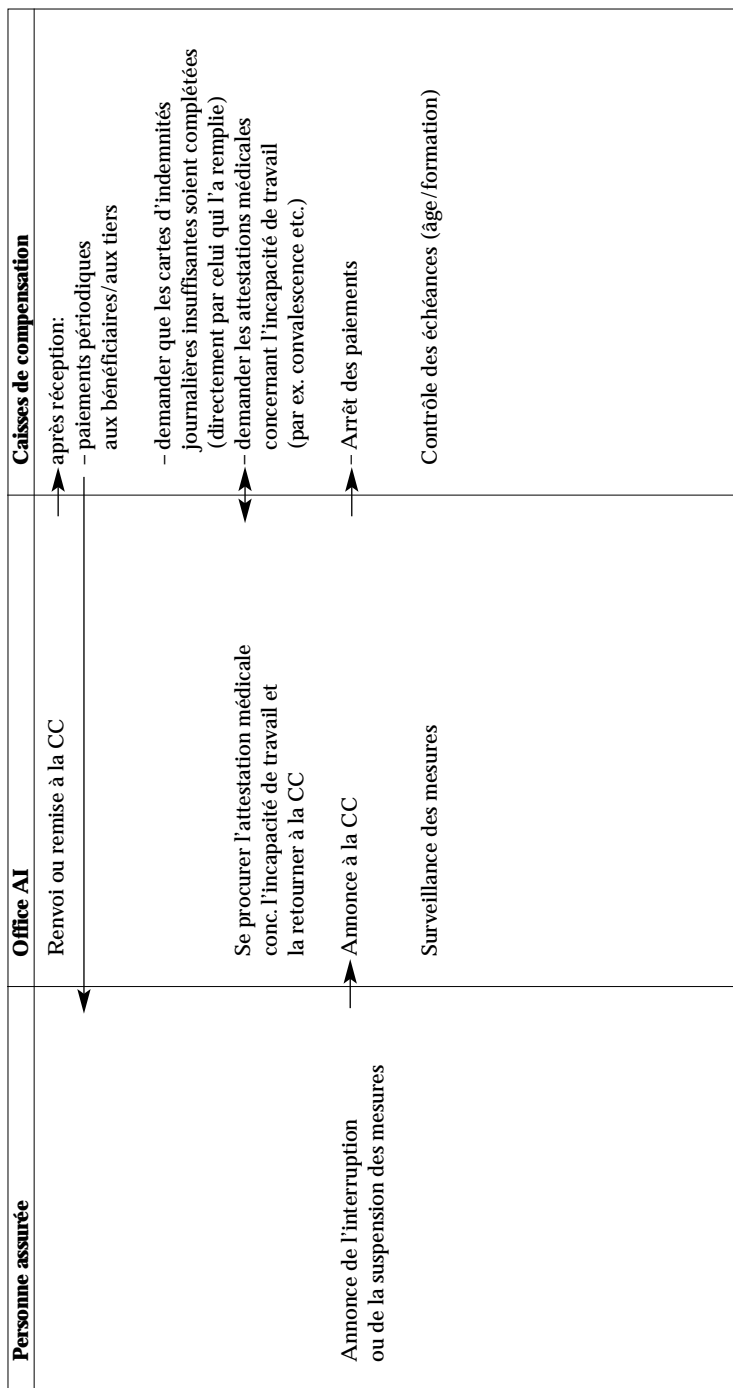 Personne assurée
Office AI
Caisses de compensation
Renvoi ou remise à la CC
après réception:
– paiements périodiques
aux bénéficiaires/aux tiers
– demander que les cartes d'indemnités
journalières insuffisantes soient complétées
(directement par celui qui l'a remplie)
Se procurer l'attestation médicale
conc. l'incapacité de travail et
la retourner à la CC
– demander les attestations médicales
concernant l'incapacité de travail
(par ex. convalescence etc.)
Annonce de l'interruption
ou de la suspension des mesures
Annonce à la CC
– Arrêt des paiements
Surveillance des mesures
Contrôle des échéances (âge/formation)